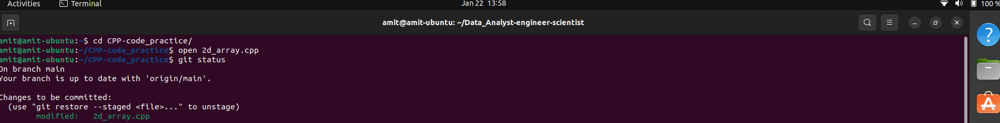 Activities Terminal Jan 22 13:58 100 %
amit@amit-ubuntu: ~/Data_Analyst-engineer-scientist
amit@amit-ubuntu:~$ cd CPP-code_practice/
amit@amit-ubuntu:~/CPP-code_practice$ open 2d_array.cpp
amit@amit-ubuntu:~/CPP-code_practice$ git status
On branch main
Your branch is up to date with 'origin/main'.
Changes to be committed:
(use "git restore --staged <file>..." to unstage)
modified: 2d_array.cpp